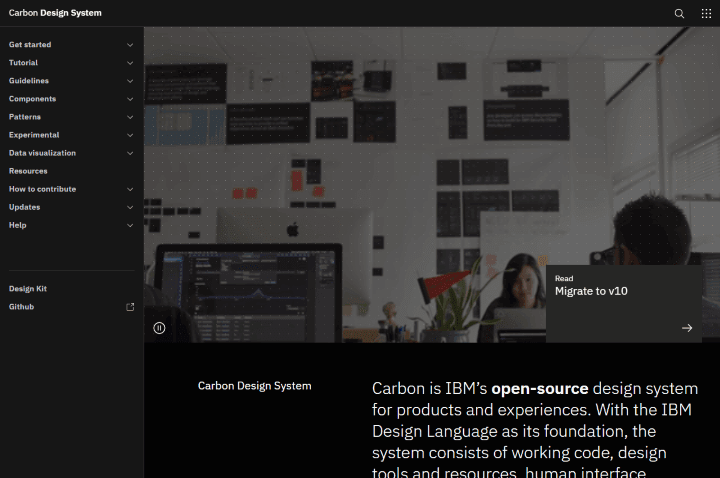 Carbon Design System
Get started
Tutorial
Guidelines
Components
Patterns
Experimental
Data visualization
Resources
How to contribute
Updates
Help
Design Kit
Github
Read
Migrate to v10
Carbon Design System
Carbon is IBM’s open-source design system
for products and experiences. With the IBM
Design Language as its foundation, the
system consists of working code, design
tools and resources, human interface